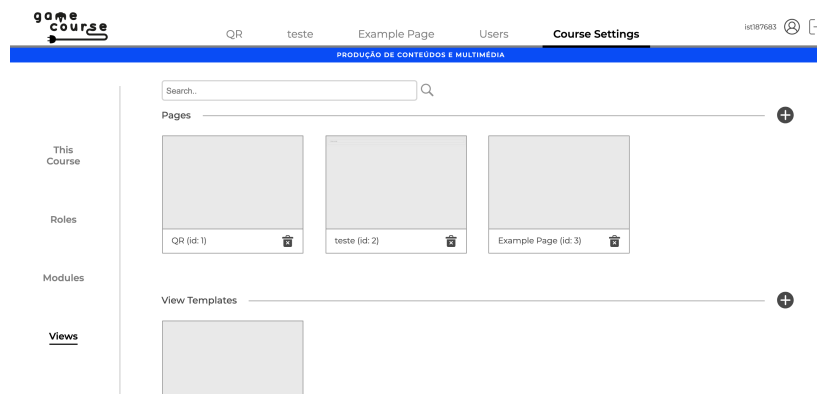 game
course
QR
teste
Example Page
Users
Course Settings
ist187683
PRODUÇÃO DE CONTEÚDOS E MULTIMÉDIA
Search..
Pages
This
Course
Roles
Modules
Views
QR (id: 1)
teste (id: 2)
Example Page (id: 3)
View Templates